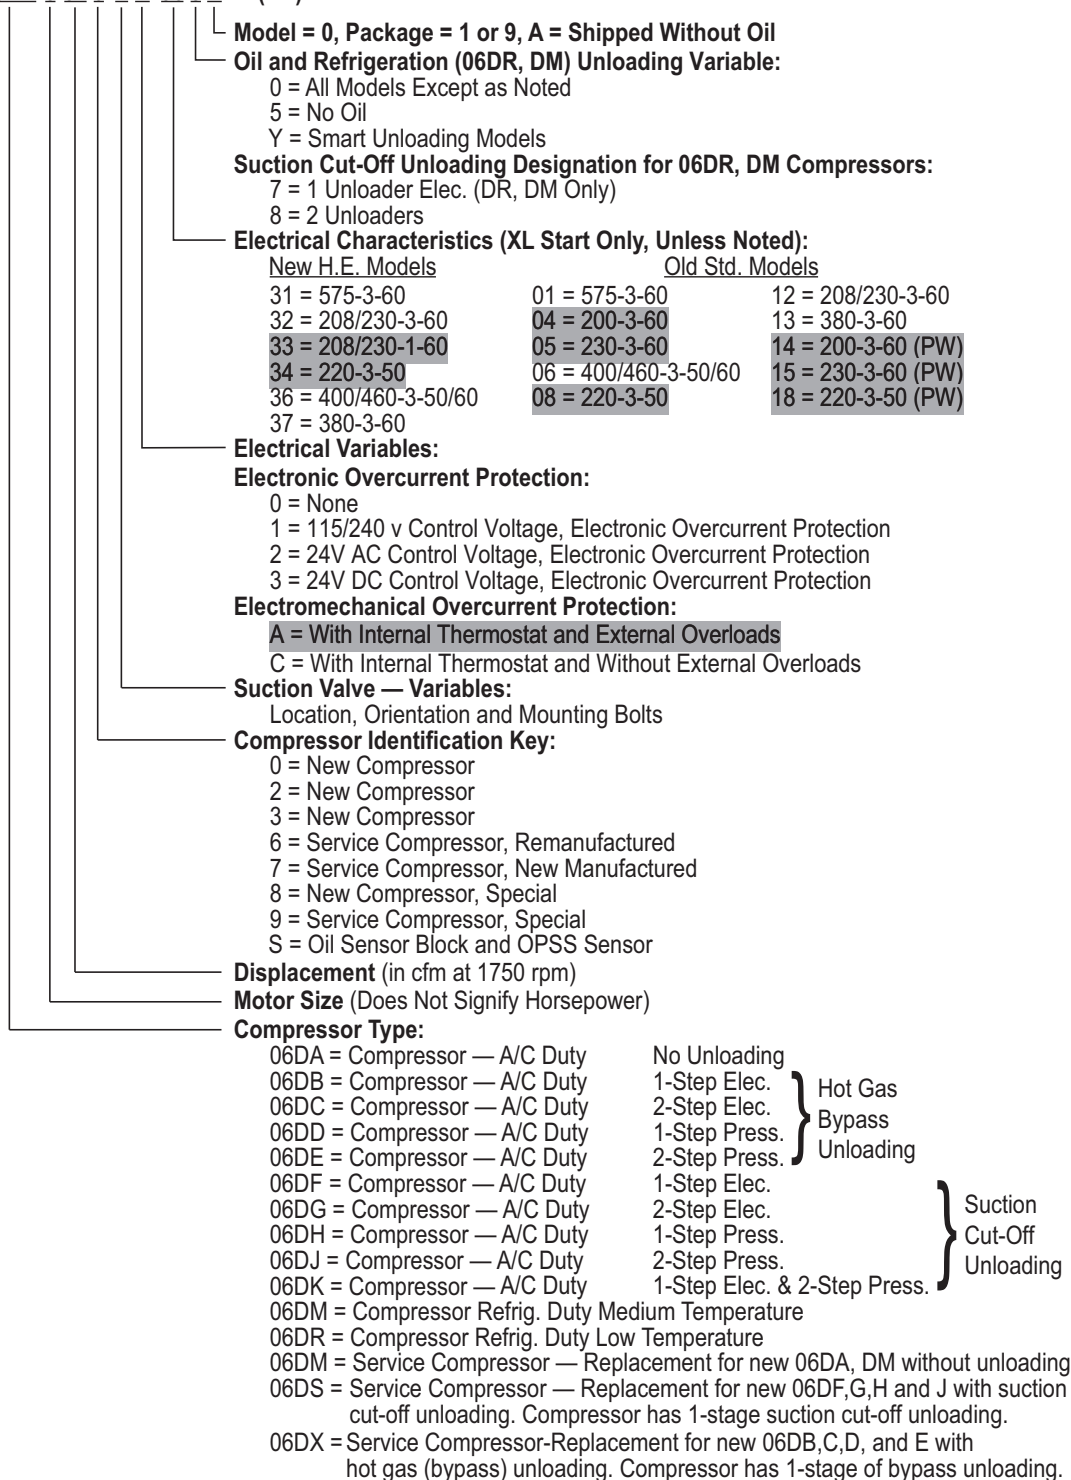 Model = 0, Package = 1 or 9, A = Shipped Without Oil
Oil and Refrigeration (06DR, DM) Unloading Variable:
0 = All Models Except as Noted
5 = No Oil
Y = Smart Unloading Models
Suction Cut-Off Unloading Designation for 06DR, DM Compressors:
7 = 1 Unloader Elec. (DR, DM Only)
8 = 2 Unloaders
Electrical Characteristics (XL Start Only, Unless Noted):
New H.E. Models Old Std. Models
31 = 575-3-60 01 = 575-3-60 12 = 208/230-3-60
32 = 208/230-3-60 04 = 200-3-60 13 = 380-3-60
33 = 208/230-1-60 05 = 230-3-60 14 = 200-3-60 (PW)
34 = 220-3-50 06 = 400/460-3-50/60 15 = 230-3-60 (PW)
36 = 400/460-3-50/60 08 = 220-3-50 18 = 220-3-50 (PW)
37 = 380-3-60
Electrical Variables:
Electronic Overcurrent Protection:
0 = None
1 = 115/240 v Control Voltage, Electronic Overcurrent Protection
2 = 24V AC Control Voltage, Electronic Overcurrent Protection
3 = 24V DC Control Voltage, Electronic Overcurrent Protection
Electromechanical Overcurrent Protection:
A = With Internal Thermostat and External Overloads
C = With Internal Thermostat and Without External Overloads
Suction Valve — Variables:
Location, Orientation and Mounting Bolts
Compressor Identification Key:
0 = New Compressor
2 = New Compressor
3 = New Compressor
6 = Service Compressor, Remanufactured
7 = Service Compressor, New Manufactured
8 = New Compressor, Special
9 = Service Compressor, Special
S = Oil Sensor Block and OPSS Sensor
Displacement (in cfm at 1750 rpm)
Motor Size (Does Not Signify Horsepower)
Compressor Type:
06DA = Compressor — A/C Duty No Unloading
06DB = Compressor — A/C Duty 1-Step Elec.
06DC = Compressor — A/C Duty 2-Step Elec.
06DD = Compressor — A/C Duty 1-Step Press.
06DE = Compressor — A/C Duty 2-Step Press.
Hot Gas
Bypass
Unloading
06DF = Compressor — A/C Duty 1-Step Elec.
06DG = Compressor — A/C Duty 2-Step Elec.
06DH = Compressor — A/C Duty 1-Step Press.
06DJ = Compressor — A/C Duty 2-Step Press.
06DK = Compressor — A/C Duty 1-Step Elec. & 2-Step Press.
Suction
Cut-Off
Unloading
06DM = Compressor Refrig. Duty Medium Temperature
06DR = Compressor Refrig. Duty Low Temperature
06DM = Service Compressor — Replacement for new 06DA, DM without unloading
06DS = Service Compressor — Replacement for new 06DF,G,H and J with suction
cut-off unloading. Compressor has 1-stage suction cut-off unloading.
06DX = Service Compressor-Replacement for new 06DB,C,D, and E with
hot gas (bypass) unloading. Compressor has 1-stage of bypass unloading.